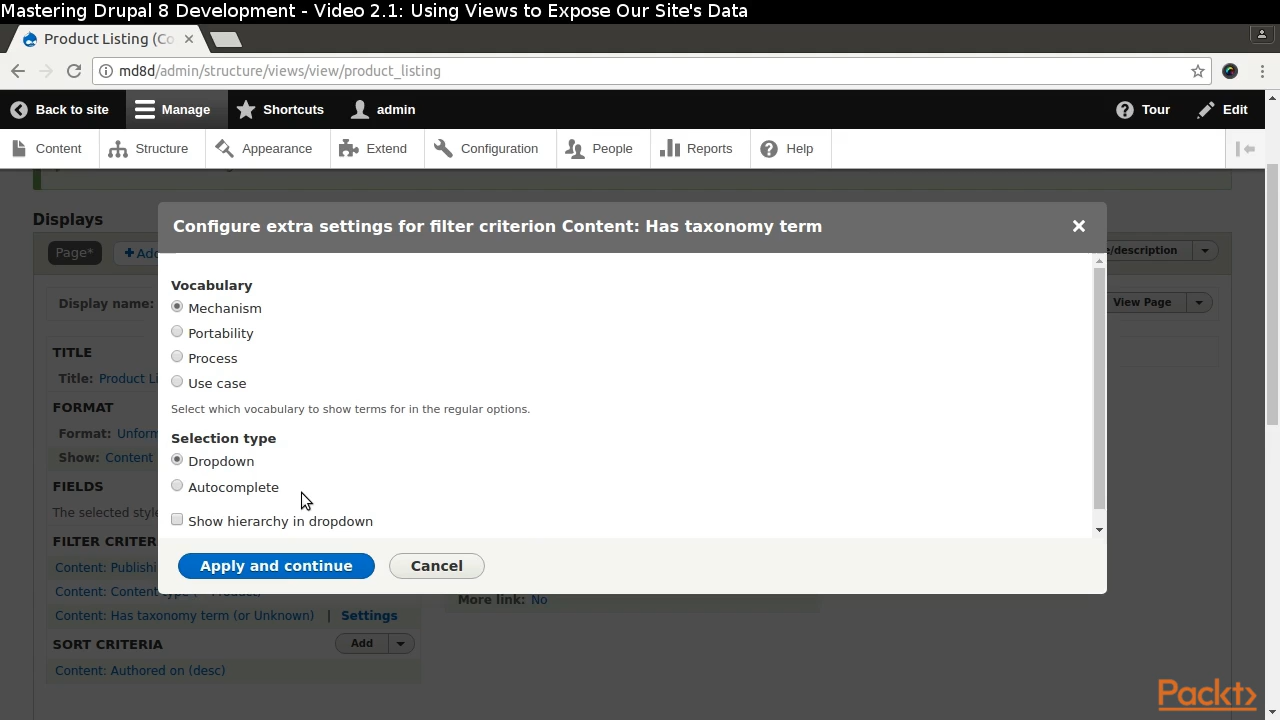 Mastering Drupal 8 Development - Video 2.1: Using Views to Expose Our Site's Data
Product Listing (Co
md8d/admin/structure/views/view/product_listing
Back to site Manage Shortcuts admin Tour Edit
Content Structure Appearance Extend Configuration People Reports Help
Displays
Configure extra settings for filter criterion Content: Has taxonomy term
Page* Add e/description
Display name: View Page
Vocabulary
Mechanism
Portability
Process
Use case
Select which vocabulary to show terms for in the regular options.
Selection type
Dropdown
Autocomplete
Show hierarchy in dropdown
Apply and continue Cancel
TITLE
Title: Product Li
FORMAT
Format: Unform
Show: Content
FIELDS
The selected style
FILTER CRITER
Content: Publishi
Content: Content type (= Product)
Content: Has taxonomy term (or Unknown) | Settings
SORT CRITERIA Add
Content: Authored on (desc)
More link: No
Packt>